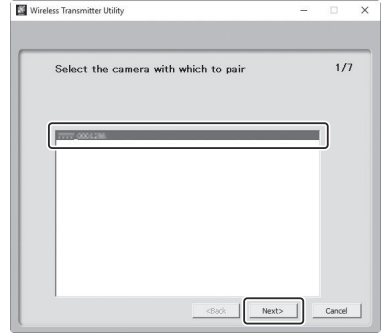 Wireless Transmitter Utility
Select the camera with which to pair 1/7
<Back Next> Cancel